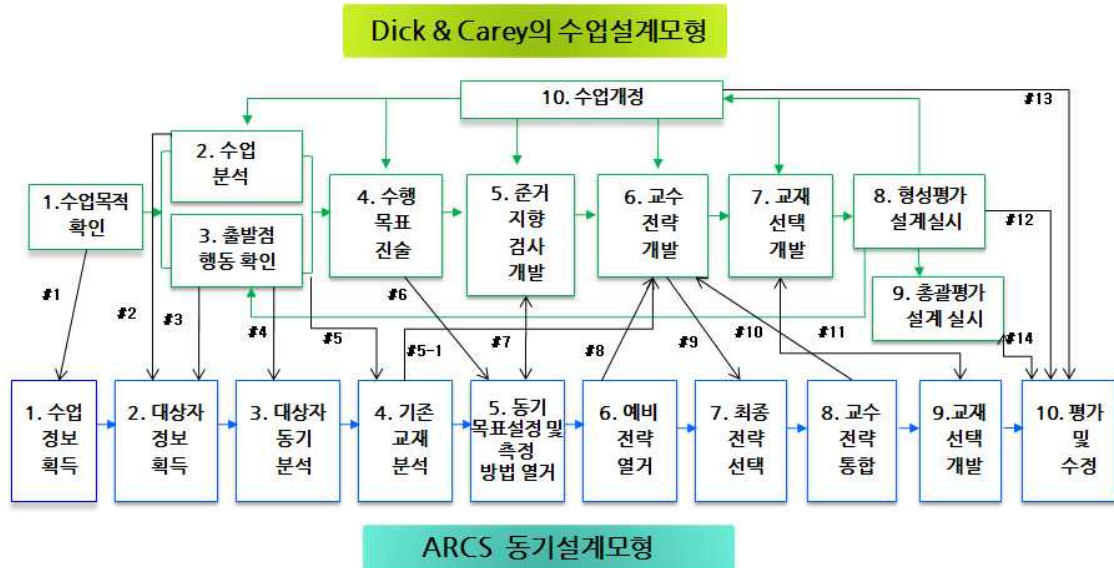 Dick & Carey의 수업설계모형
10. 수업개정
#13
2. 수업
분석
1.수업목적
확인
3. 출발점
행동 확인
4. 수행
목표
진술
5. 준거
지향
검사
개발
6. 교수
전략
개발
7. 교재
선택
개발
8. 형성평가
설계실시
#12
9. 총괄평가
설계 실시
#1
#2
#3
#4
#5
#6
#5-1
#7
#8
#9
#10
#11
#14
1. 수업
정보
획득
2. 대상자
정보
획득
3. 대상자
동기
분석
4. 기존
교재
분석
5. 동기
목표설정 및
측정
방법 열거
6. 예비
전략
열거
7. 최종
전략
선택
8. 교수
전략
통합
9.교재
선택
개발
10. 평가
및
수정
ARCS 동기설계모형